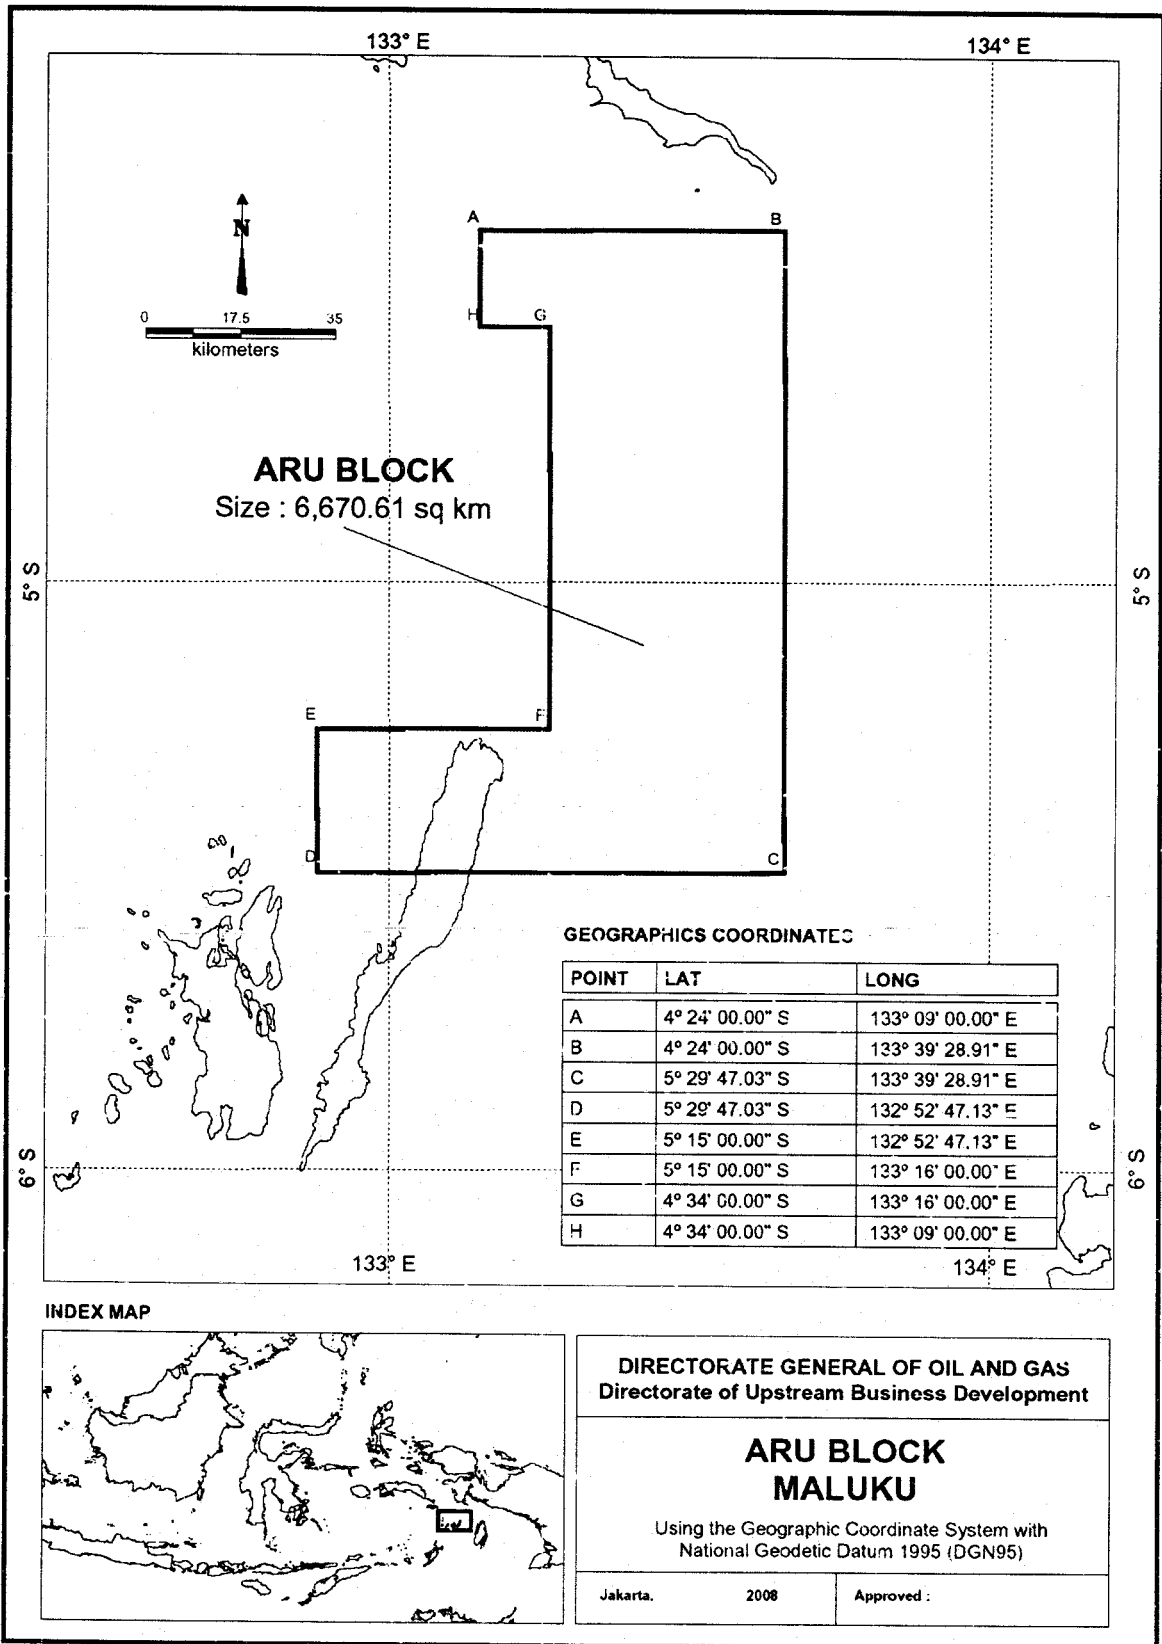 133° E
134° E
N
0 17.5 35
kilometers
A
B
H
G
ARU BLOCK
Size : 6,670.61 sq km
5° S
5° S
E
F
D
C
GEOGRAPHICS COORDINATES
POINT LAT LONG
A 4° 24' 00.00" S 133° 09' 00.00" E
B 4° 24' 00.00" S 133° 39' 28.91" E
C 5° 29' 47.03" S 133° 39' 28.91" E
D 5° 29' 47.03" S 132° 52' 47.13" E
E 5° 15' 00.00" S 132° 52' 47.13" E
F 5° 15' 00.00" S 133° 16' 00.00" E
G 4° 34' 00.00" S 133° 16' 00.00" E
H 4° 34' 00.00" S 133° 09' 00.00" E
6° S
6° S
133° E
134° E
INDEX MAP
DIRECTORATE GENERAL OF OIL AND GAS
Directorate of Upstream Business Development
ARU BLOCK
MALUKU
Using the Geographic Coordinate System with
National Geodetic Datum 1995 (DGN95)
Jakarta. 2008 Approved :